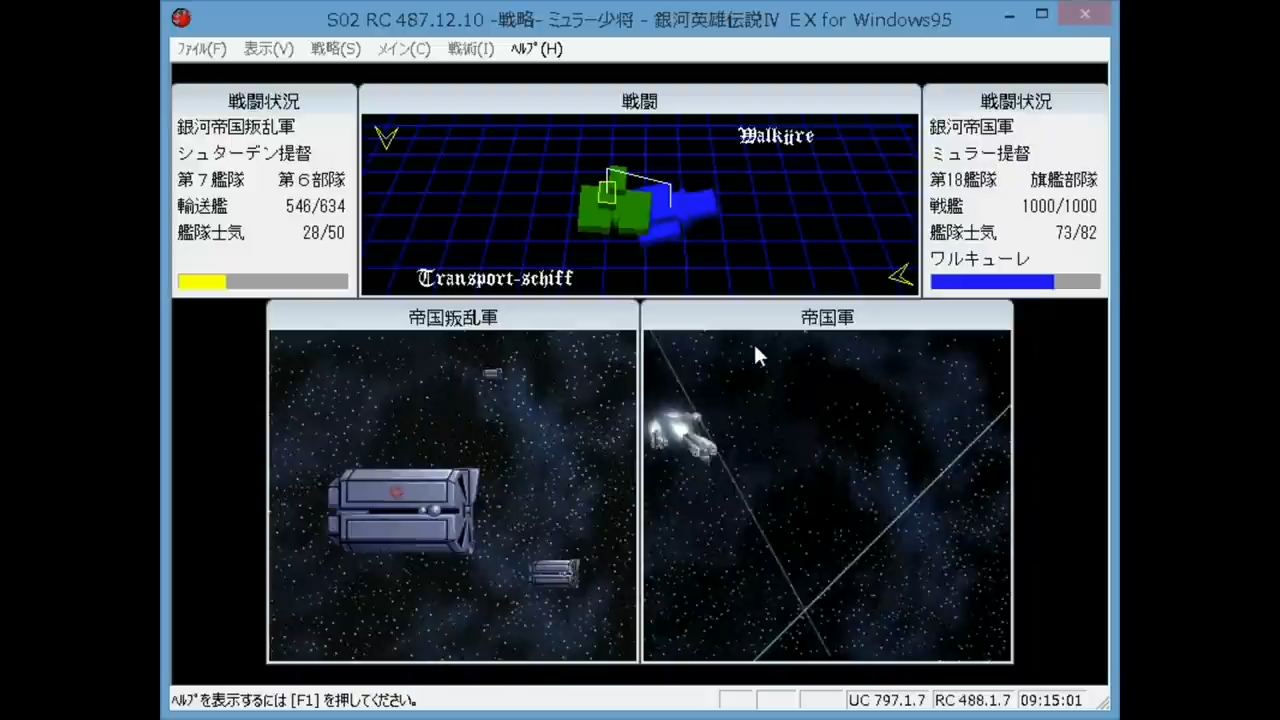 S02 RC 487.12.10 -戦略- ミュラー少将 - 銀河英雄伝説Ⅳ EX for Windows95
ﾌｧｲﾙ(F) 表示(V) 戦略(S) メイン(C) 戦術(I) ﾍﾙﾌﾟ(H)
戦闘状況
銀河帝国叛乱軍
シュターデン提督
第７艦隊 第６部隊
輸送艦 546/634
艦隊士気 28/50
戦闘
Walküre
Transport-schiff
戦闘状況
銀河帝国軍
ミュラー提督
第18艦隊 旗艦部隊
戦艦 1000/1000
艦隊士気 73/82
ワルキューレ
帝国叛乱軍
帝国軍
ﾍﾙﾌﾟを表示するには [F1] を押してください。
UC 797.1.7 RC 488.1.7 09:15:01